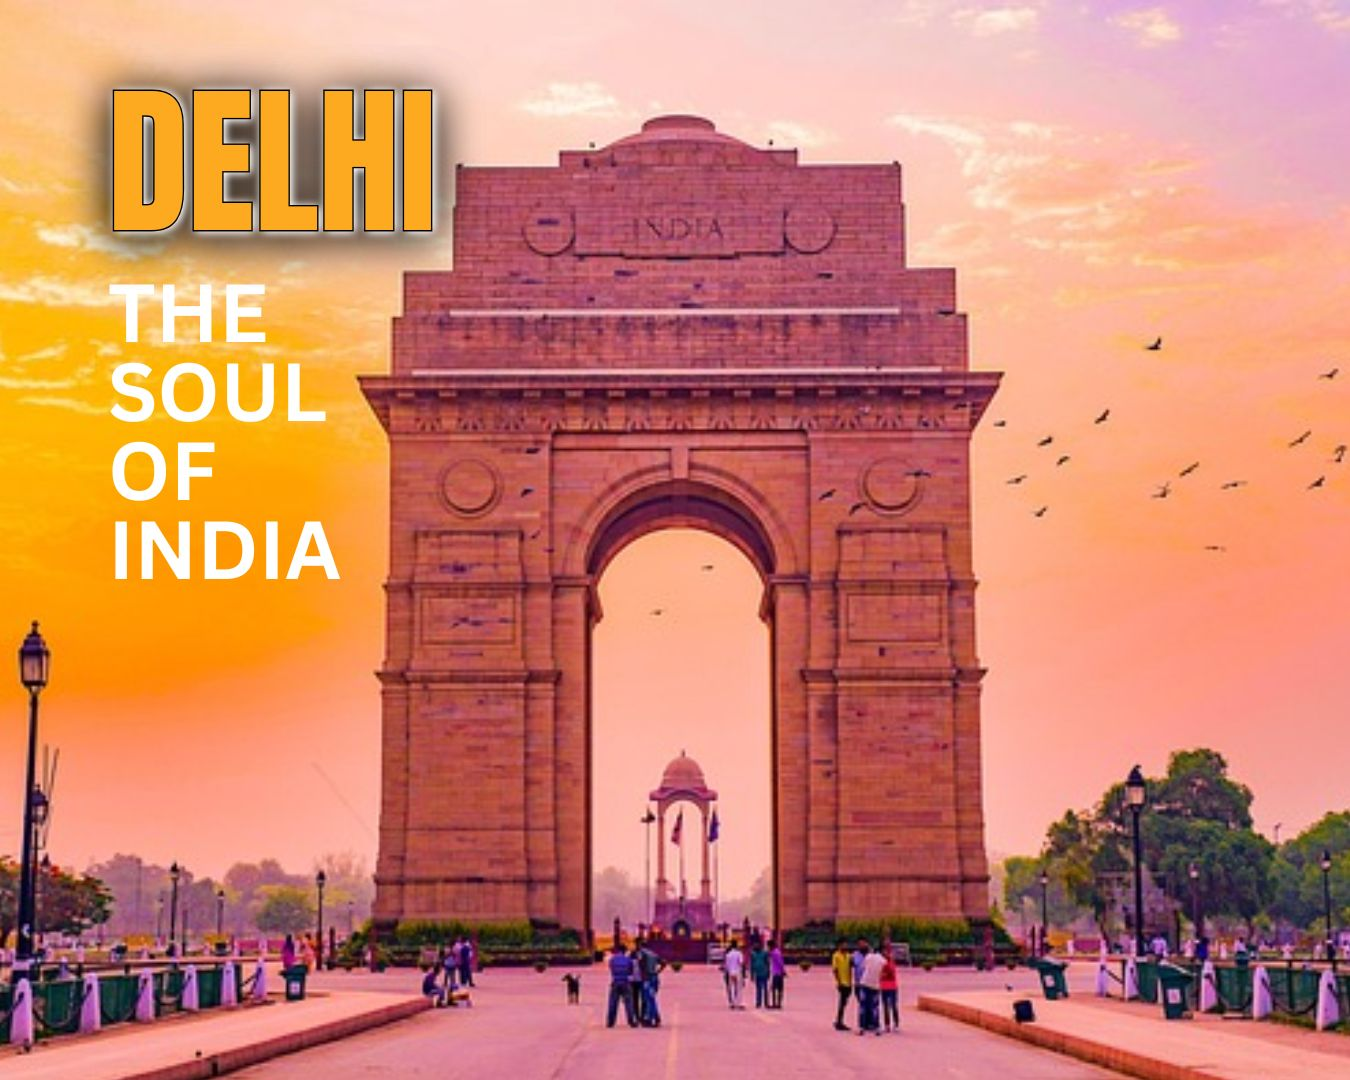 DELHI
THE
SOUL
OF
INDIA
INDIA